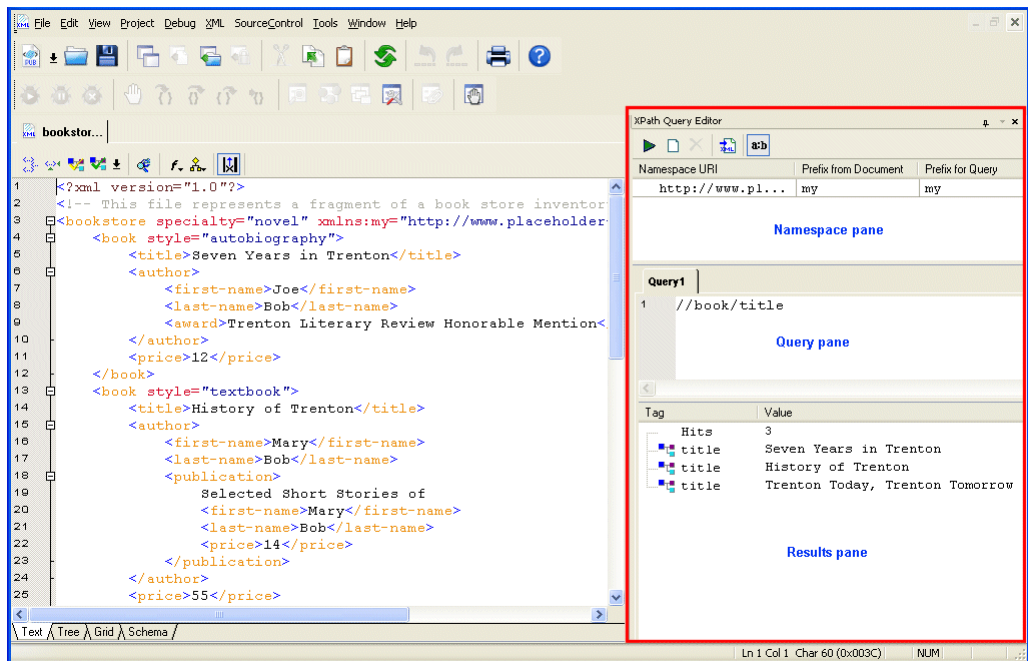 File Edit View Project Debug XML SourceControl Tools Window Help
bookstor...
1 <?xml version="1.0"?>
2 <!-- This file represents a fragment of a book store inventor
3 <bookstore specialty="novel" xmlns:my="http://www.placeholder
4 <book style="autobiography">
5 <title>Seven Years in Trenton</title>
6 <author>
7 <first-name>Joe</first-name>
8 <last-name>Bob</last-name>
9 <award>Trenton Literary Review Honorable Mention<
10 </author>
11 <price>12</price>
12 </book>
13 <book style="textbook">
14 <title>History of Trenton</title>
15 <author>
16 <first-name>Mary</first-name>
17 <last-name>Bob</last-name>
18 <publication>
19 Selected Short Stories of
20 <first-name>Mary</first-name>
21 <last-name>Bob</last-name>
22 <price>14</price>
23 </publication>
24 </author>
25 <price>55</price>
Text Tree Grid Schema
XPath Query Editor
XML a:b
Namespace URI Prefix from Document Prefix for Query
http://www.pl... my my
Namespace pane
Query1
1 //book/title
Query pane
Tag Value
Hits 3
title Seven Years in Trenton
title History of Trenton
title Trenton Today, Trenton Tomorrow
Results pane
Ln 1 Col 1 Char 60 (0x003C) NUM